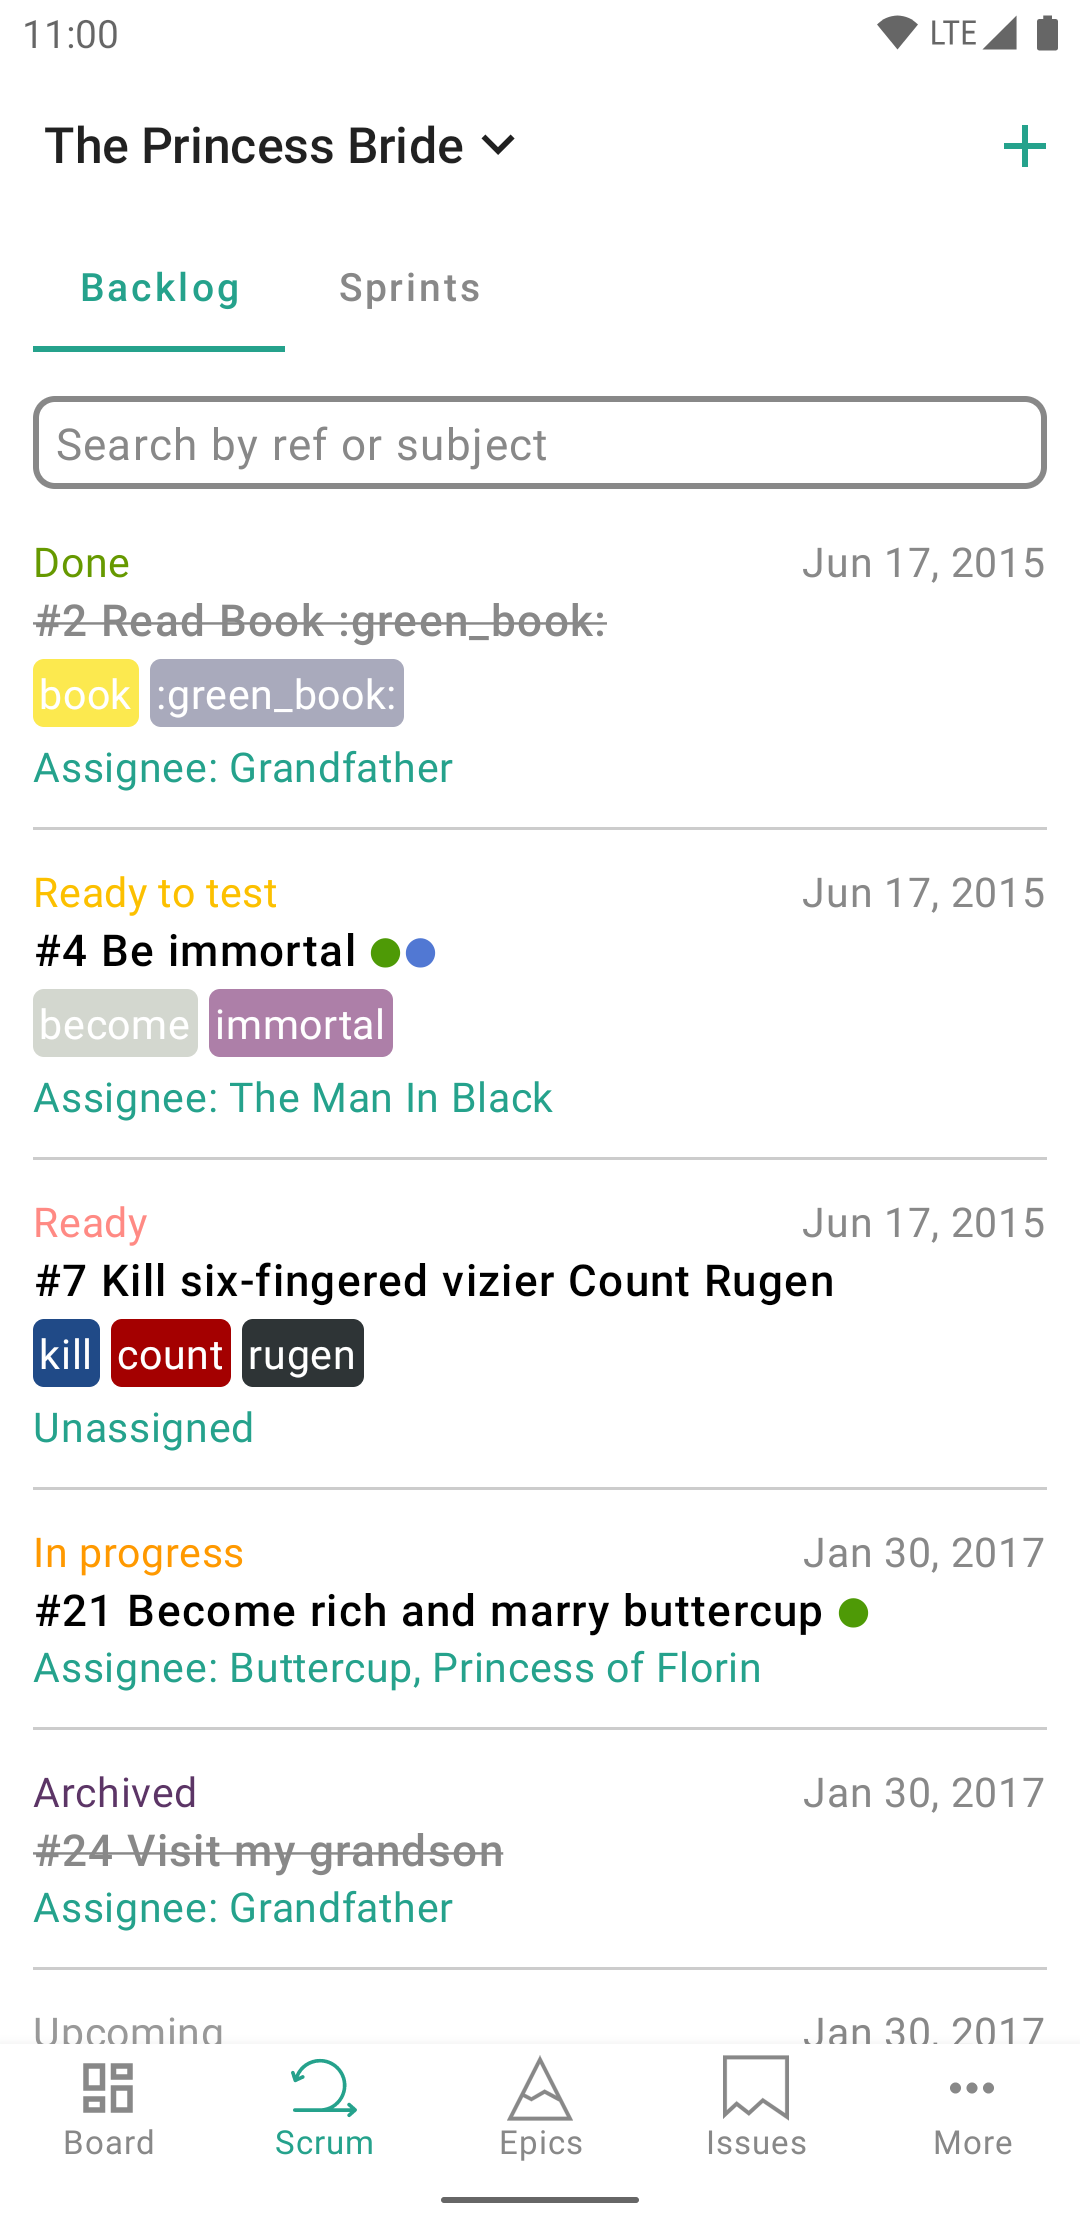 11:00 LTE
The Princess Bride
Backlog Sprints
Search by ref or subject
Done Jun 17, 2015
#2 Read Book :green_book:
book :green_book:
Assignee: Grandfather
Ready to test Jun 17, 2015
#4 Be immortal
become immortal
Assignee: The Man In Black
Ready Jun 17, 2015
#7 Kill six-fingered vizier Count Rugen
kill count rugen
Unassigned
In progress Jan 30, 2017
#21 Become rich and marry buttercup
Assignee: Buttercup, Princess of Florin
Archived Jan 30, 2017
#24 Visit my grandson
Assignee: Grandfather
Upcoming Jan 30, 2017
Board Scrum Epics Issues More